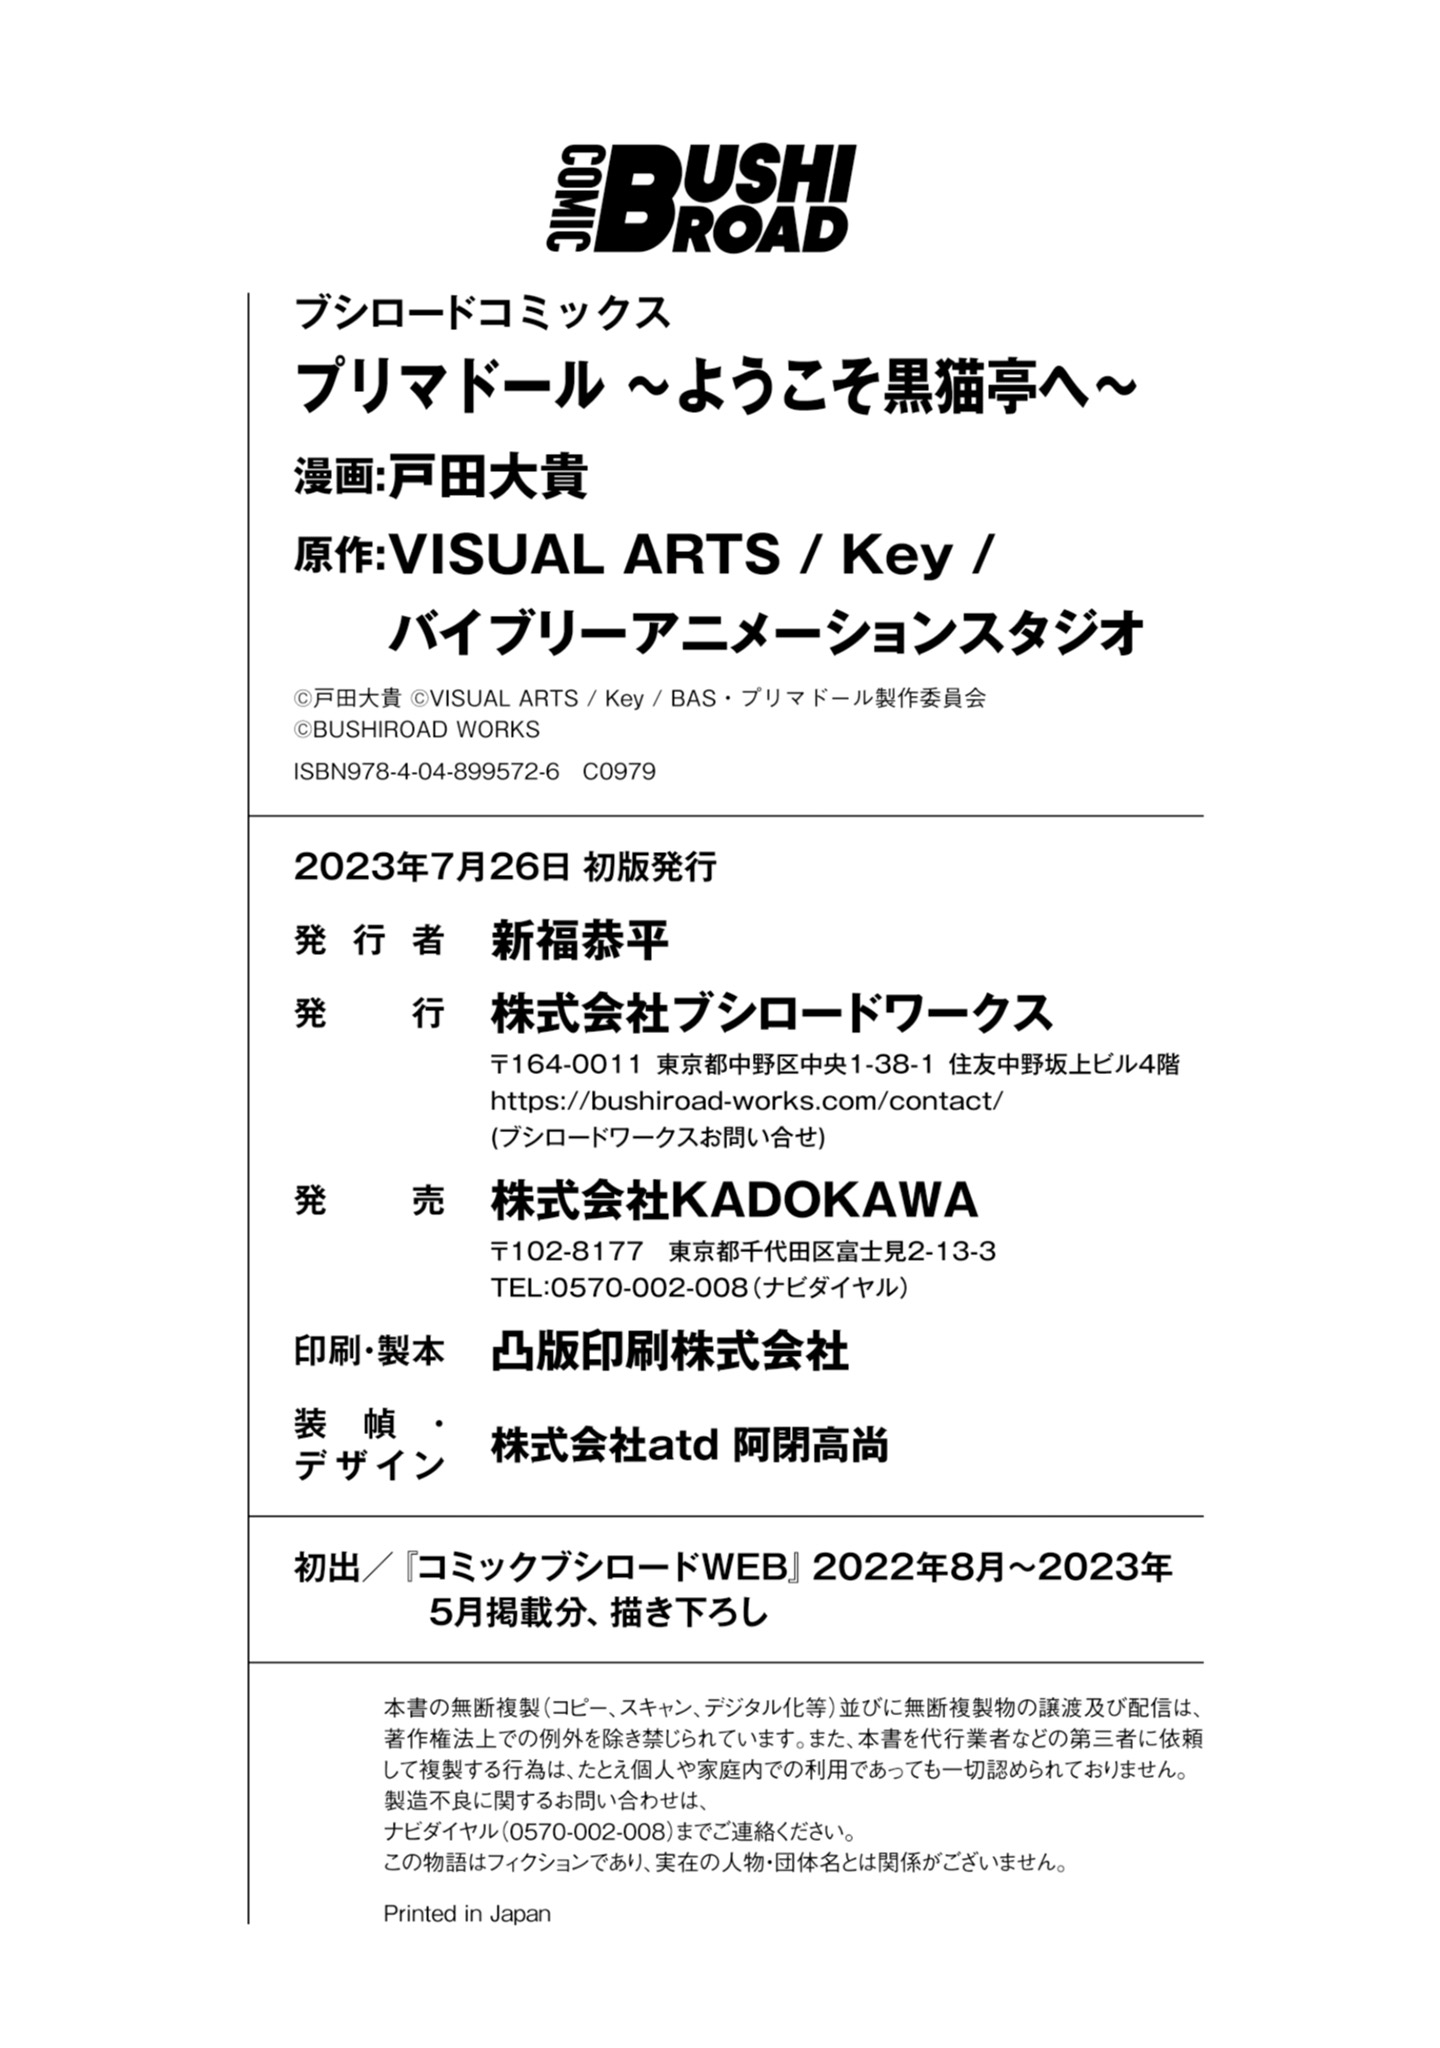 COMIC BUSHIROAD
ブシロードコミックス
プリマドール ～ようこそ黒猫亭へ～
漫画:戸田大貴
原作:VISUAL ARTS / Key /
バイブリーアニメーションスタジオ
©戸田大貴 ©VISUAL ARTS / Key / BAS・プリマドール製作委員会
©BUSHIROAD WORKS
ISBN978-4-04-899572-6　C0979
2023年7月26日 初版発行
発行者　新福恭平
発行　株式会社ブシロードワークス
〒164-0011 東京都中野区中央1-38-1 住友中野坂上ビル4階
https://bushiroad-works.com/contact/
(ブシロードワークスお問い合せ)
発売　株式会社KADOKAWA
〒102-8177　東京都千代田区富士見2-13-3
TEL:0570-002-008（ナビダイヤル）
印刷・製本　凸版印刷株式会社
装幀・
デザイン　株式会社atd 阿閉高尚
初出／『コミックブシロードWEB』2022年8月～2023年
5月掲載分、描き下ろし
本書の無断複製（コピー、スキャン、デジタル化等）並びに無断複製物の譲渡及び配信は、
著作権法上での例外を除き禁じられています。また、本書を代行業者などの第三者に依頼
して複製する行為は、たとえ個人や家庭内での利用であっても一切認められておりません。
製造不良に関するお問い合わせは、
ナビダイヤル（0570-002-008）までご連絡ください。
この物語はフィクションであり、実在の人物・団体名とは関係がございません。
Printed in Japan